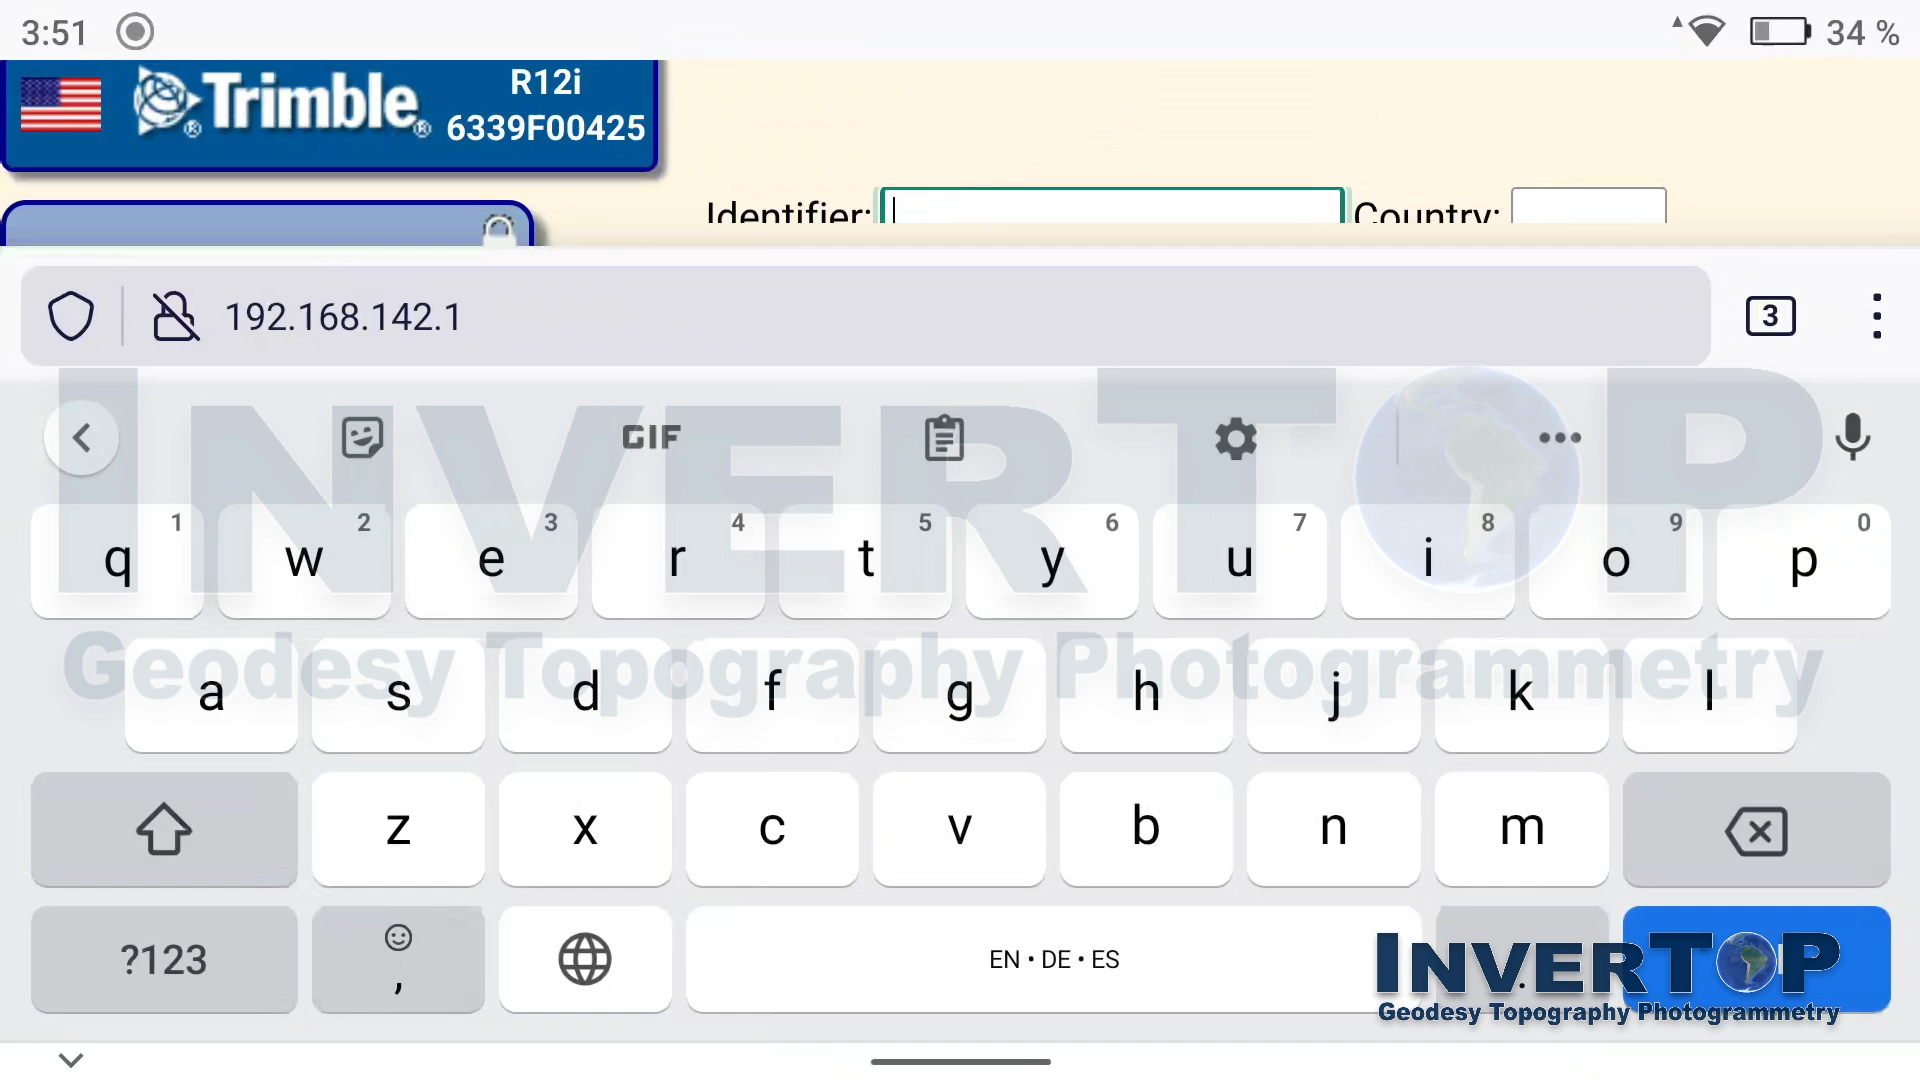 3:51
34 %
Trimble
R12i
6339F00425
Identifier:
Country:
192.168.142.1
3
INVERTOP
GIF
1 2 3 4 5 6 7 8 9 0
q w e r t y u i o p
Geodesy Topography Photogrammetry
a s d f g h j k l
z x c v b n m
?123
,
EN • DE • ES
INVERTOP
Geodesy Topography Photogrammetry